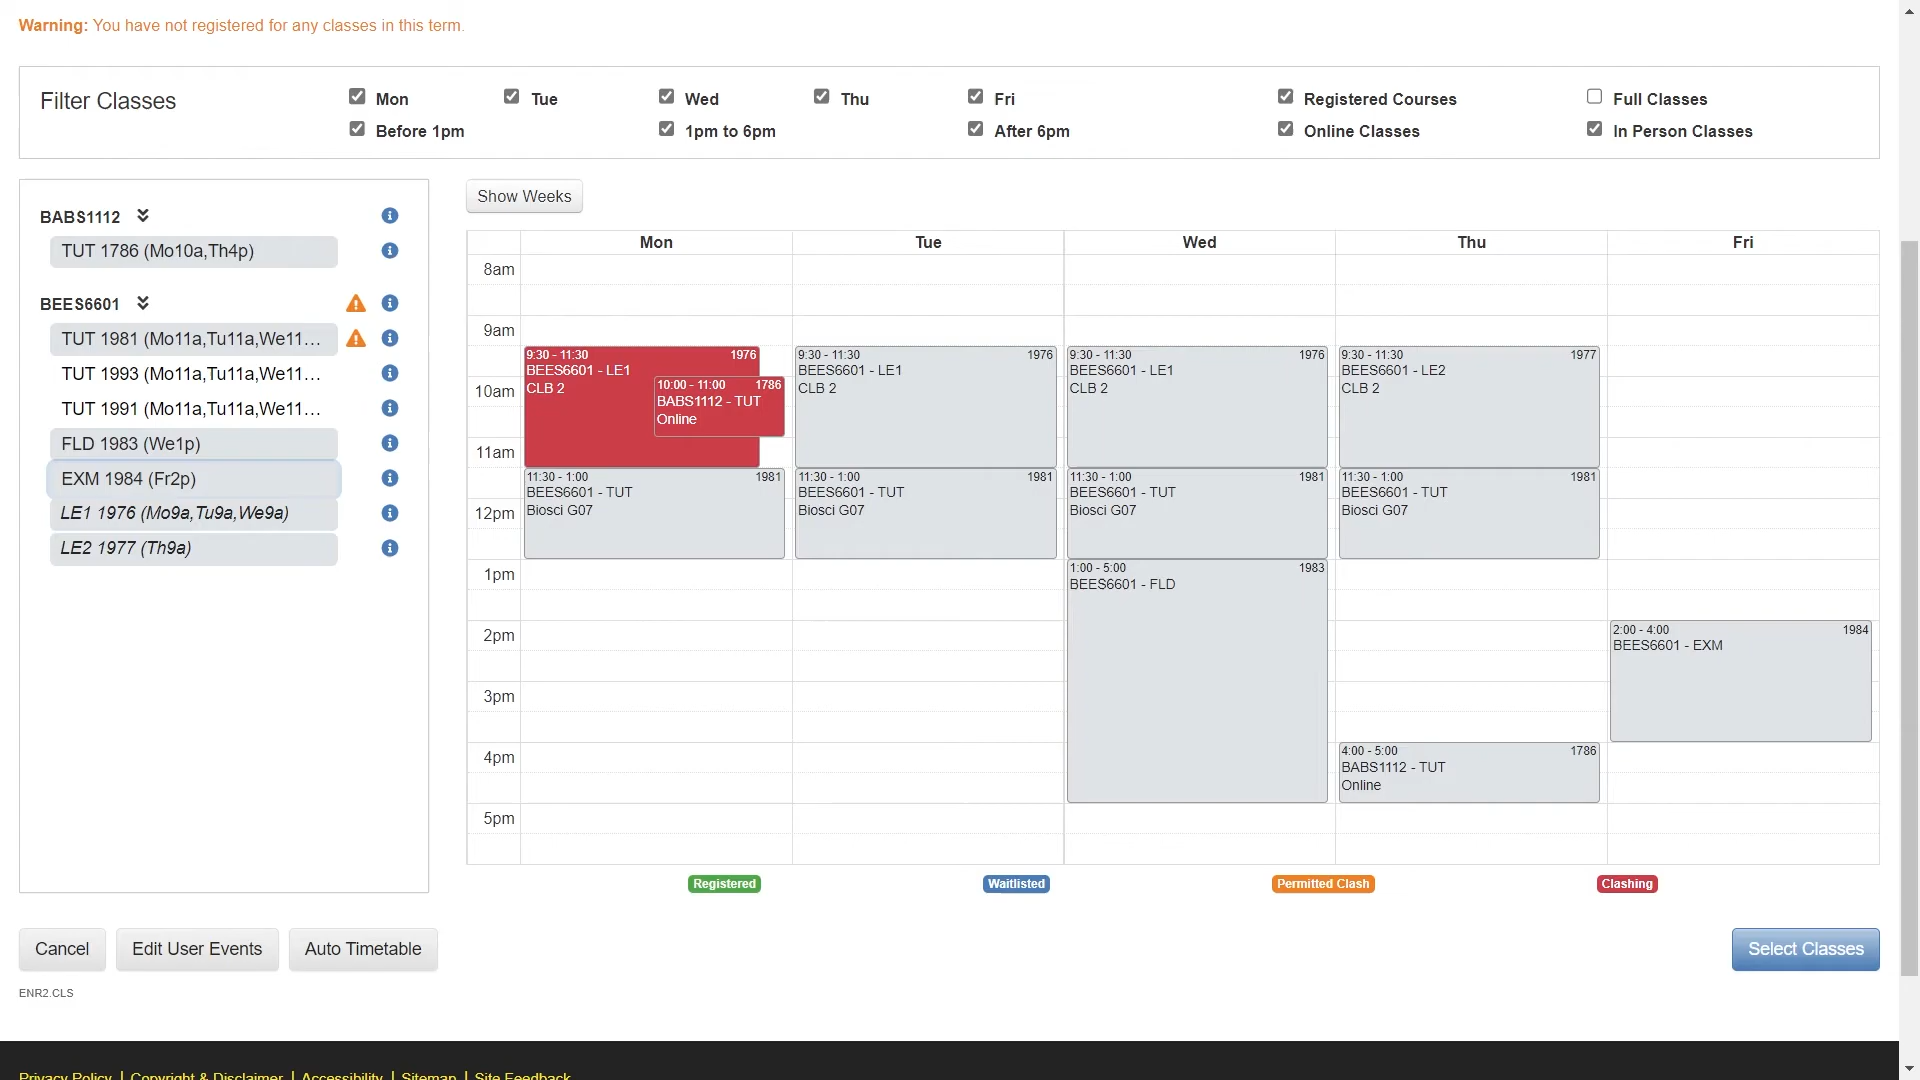 Warning: You have not registered for any classes in this term.
Filter Classes
Mon
Tue
Wed
Thu
Fri
Registered Courses
Full Classes
Before 1pm
1pm to 6pm
After 6pm
Online Classes
In Person Classes
BABS1112
TUT 1786 (Mo10a,Th4p)
BEES6601
TUT 1981 (Mo11a,Tu11a,We11...
TUT 1993 (Mo11a,Tu11a,We11...
TUT 1991 (Mo11a,Tu11a,We11...
FLD 1983 (We1p)
EXM 1984 (Fr2p)
LE1 1976 (Mo9a,Tu9a,We9a)
LE2 1977 (Th9a)
Show Weeks
Mon
Tue
Wed
Thu
Fri
8am
9am
10am
11am
12pm
1pm
2pm
3pm
4pm
5pm
9:30 - 11:30 1976
BEES6601 - LE1
CLB 2
10:00 - 11:00 1786
BABS1112 - TUT
Online
11:30 - 1:00 1981
BEES6601 - TUT
Biosci G07
9:30 - 11:30 1976
BEES6601 - LE1
CLB 2
11:30 - 1:00 1981
BEES6601 - TUT
Biosci G07
9:30 - 11:30 1976
BEES6601 - LE1
CLB 2
11:30 - 1:00 1981
BEES6601 - TUT
Biosci G07
1:00 - 5:00 1983
BEES6601 - FLD
9:30 - 11:30 1977
BEES6601 - LE2
CLB 2
11:30 - 1:00 1981
BEES6601 - TUT
Biosci G07
4:00 - 5:00 1786
BABS1112 - TUT
Online
2:00 - 4:00 1984
BEES6601 - EXM
Registered
Waitlisted
Permitted Clash
Clashing
Cancel
Edit User Events
Auto Timetable
Select Classes
ENR2.CLS
Privacy Policy | Copyright & Disclaimer | Accessibility | Sitemap | Site Feedback